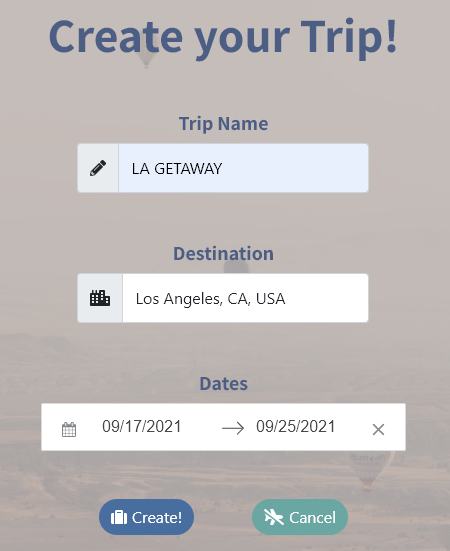 Create your Trip!
Trip Name
LA GETAWAY
Destination
Los Angeles, CA, USA
Dates
09/17/2021 → 09/25/2021 ×
Create! Cancel